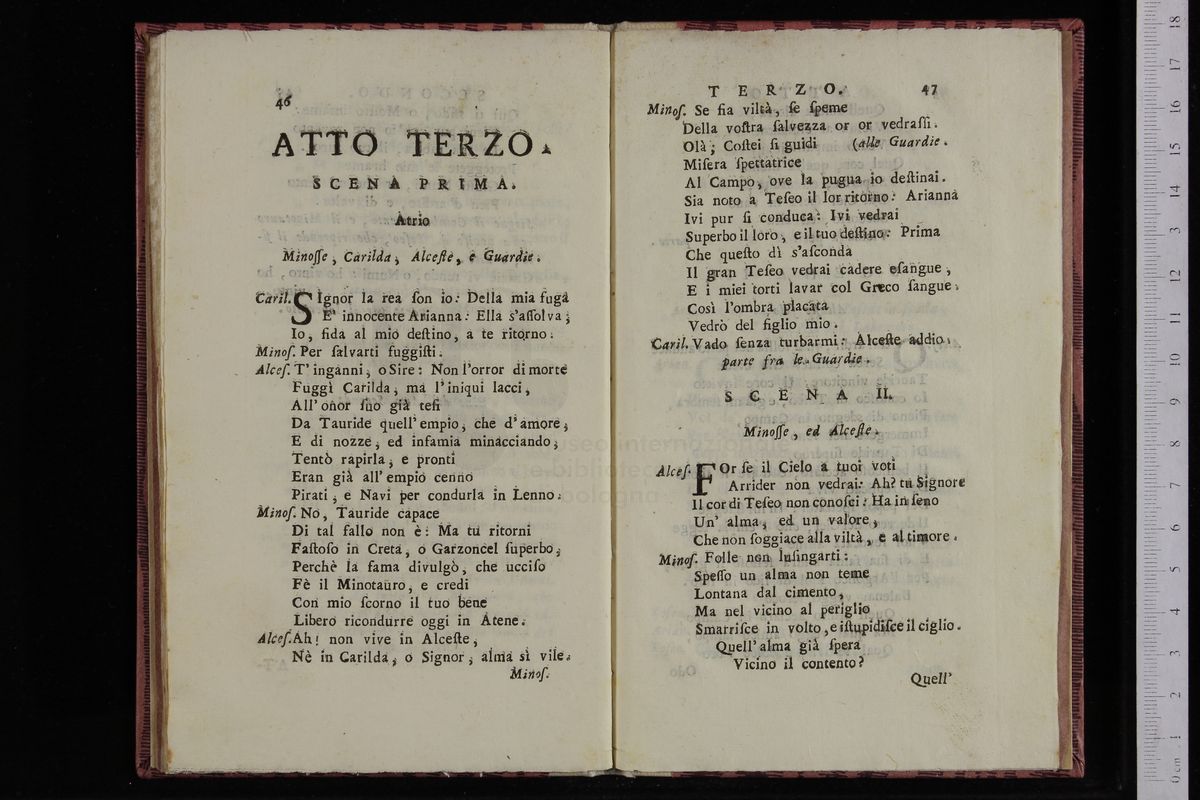 46
ATTO TERZO.
SCENA PRIMA.
Atrio
Minosse, Carilda, Alceste, e Guardie.
Caril. SIgnor la rea son io: Della mia fuga
E' innocente Arianna: Ella s'assolva;
Io, fida al mio destino, a te ritorno.
Minos. Per salvarti fuggisti.
Alces. T' inganni, o Sire: Non l'orror di morte
Fuggì Carilda, ma l'iniqui lacci,
All' onor suo già tesi
Da Tauride quell' empio, che d'amore,
E di nozze, ed infamia minacciando,
Tentò rapirla, e pronti
Eran già all' empio cenno
Pirati, e Navi per condurla in Lenno.
Minos. No, Tauride capace
Di tal fallo non è: Ma tu ritorni
Fastoso in Creta, o Garzoncel superbo,
Perchè la fama divulgò, che ucciso
Fè il Minotauro, e credi
Con mio scorno il tuo bene
Libero ricondurre oggi in Atene.
Alces. Ah! non vive in Alceste,
Nè in Carilda, o Signor, alma sì vile.
Minos.
TERZO. 47
Minos. Se fia viltà, se speme
Della vostra salvezza or or vedrassi.
Olà; Costei si guidi (alle Guardie.
Misera spettatrice
Al Campo, ove la pugua io destinai.
Sia noto a Teseo il lor ritorno: Arianna
Ivi pur si conduca: Ivi vedrai
Superbo il loro, e il tuo destino: Prima
Che questo dì s'asconda
Il gran Teseo vedrai cadere esangue,
E i miei torti lavar col Greco sangue.
Così l'ombra placata
Vedrò del figlio mio.
Caril. Vado senza turbarmi: Alceste addio.
parte fra le Guardie.
SCENA II.
Minosse, ed Alceste.
Alces. FOr se il Cielo a tuoi voti
Arrider non vedrai: Ah? tu Signore
Il cor di Teseo non conosci: Ha in seno
Un' alma, ed un valore,
Che non soggiace alla viltà, e al timore.
Minos. Folle non lusingarti:
Spesso un alma non teme
Lontana dal cimento,
Ma nel vicino al periglio
Smarrisce in volto, e istupidisce il ciglio.
Quell' alma già spera
Vicino il contento?
Quell'